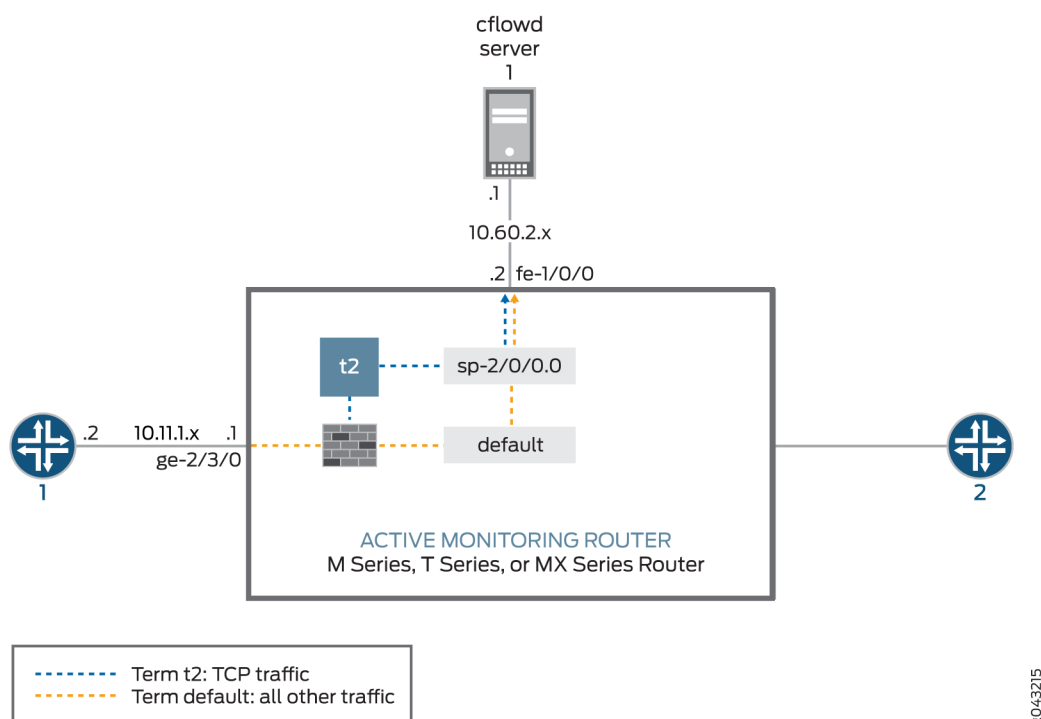 cflowd
server
1
.1
10.60.2.x
.2 fe-1/0/0
t2
sp-2/0/0.0
.2 10.11.1.x .1
ge-2/3/0
default
1
2
ACTIVE MONITORING ROUTER
M Series, T Series, or MX Series Router
Term t2: TCP traffic
Term default: all other traffic